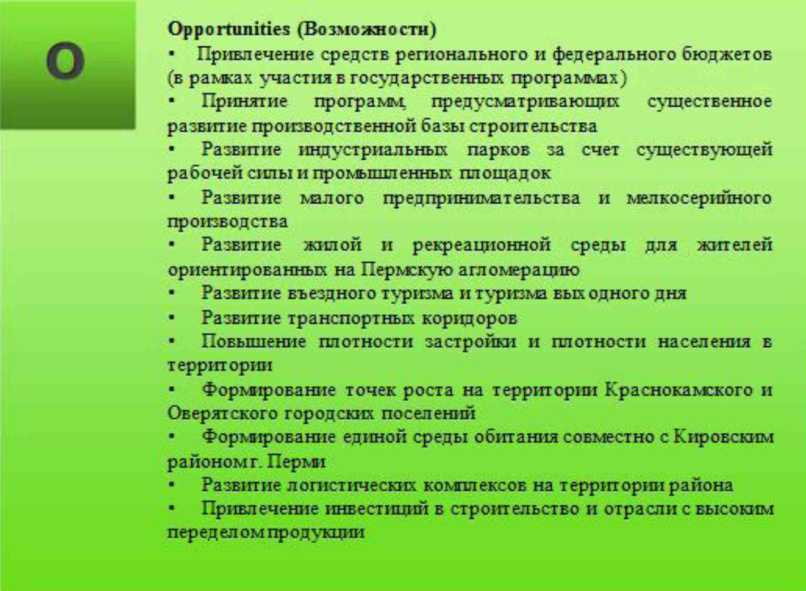 О
Opportunities (Возможности)
• Привлечение средств регионального и федерального бюджетов
(в рамках участия в государственных программах)
• Принятие программ, предусматривающих существенное
развитие производственной базы строительства
• Развитие индустриальных парков за счет существующей
рабочей силы и промышленных площадок
• Развитие малого предпринимательства и мелкосерийного
производства
• Развитие жилой и рекреационной среды для жителей
ориентированных на Пермскую агломерацию
• Развитие въездного туризма и туризма выходного дня
• Развитие транспортных коридоров
• Повышение плотности застройки и плотности населения в
территории
• Формирование точек роста на территории Краснокамского и
Оверятского городских поселений
• Формирование единой среды обитания совместно с Кировским
районом г. Перми
• Развитие логистических комплексов на территории района
• Привлечение инвестиций в строительство и отрасли с высоким
переделом продукции